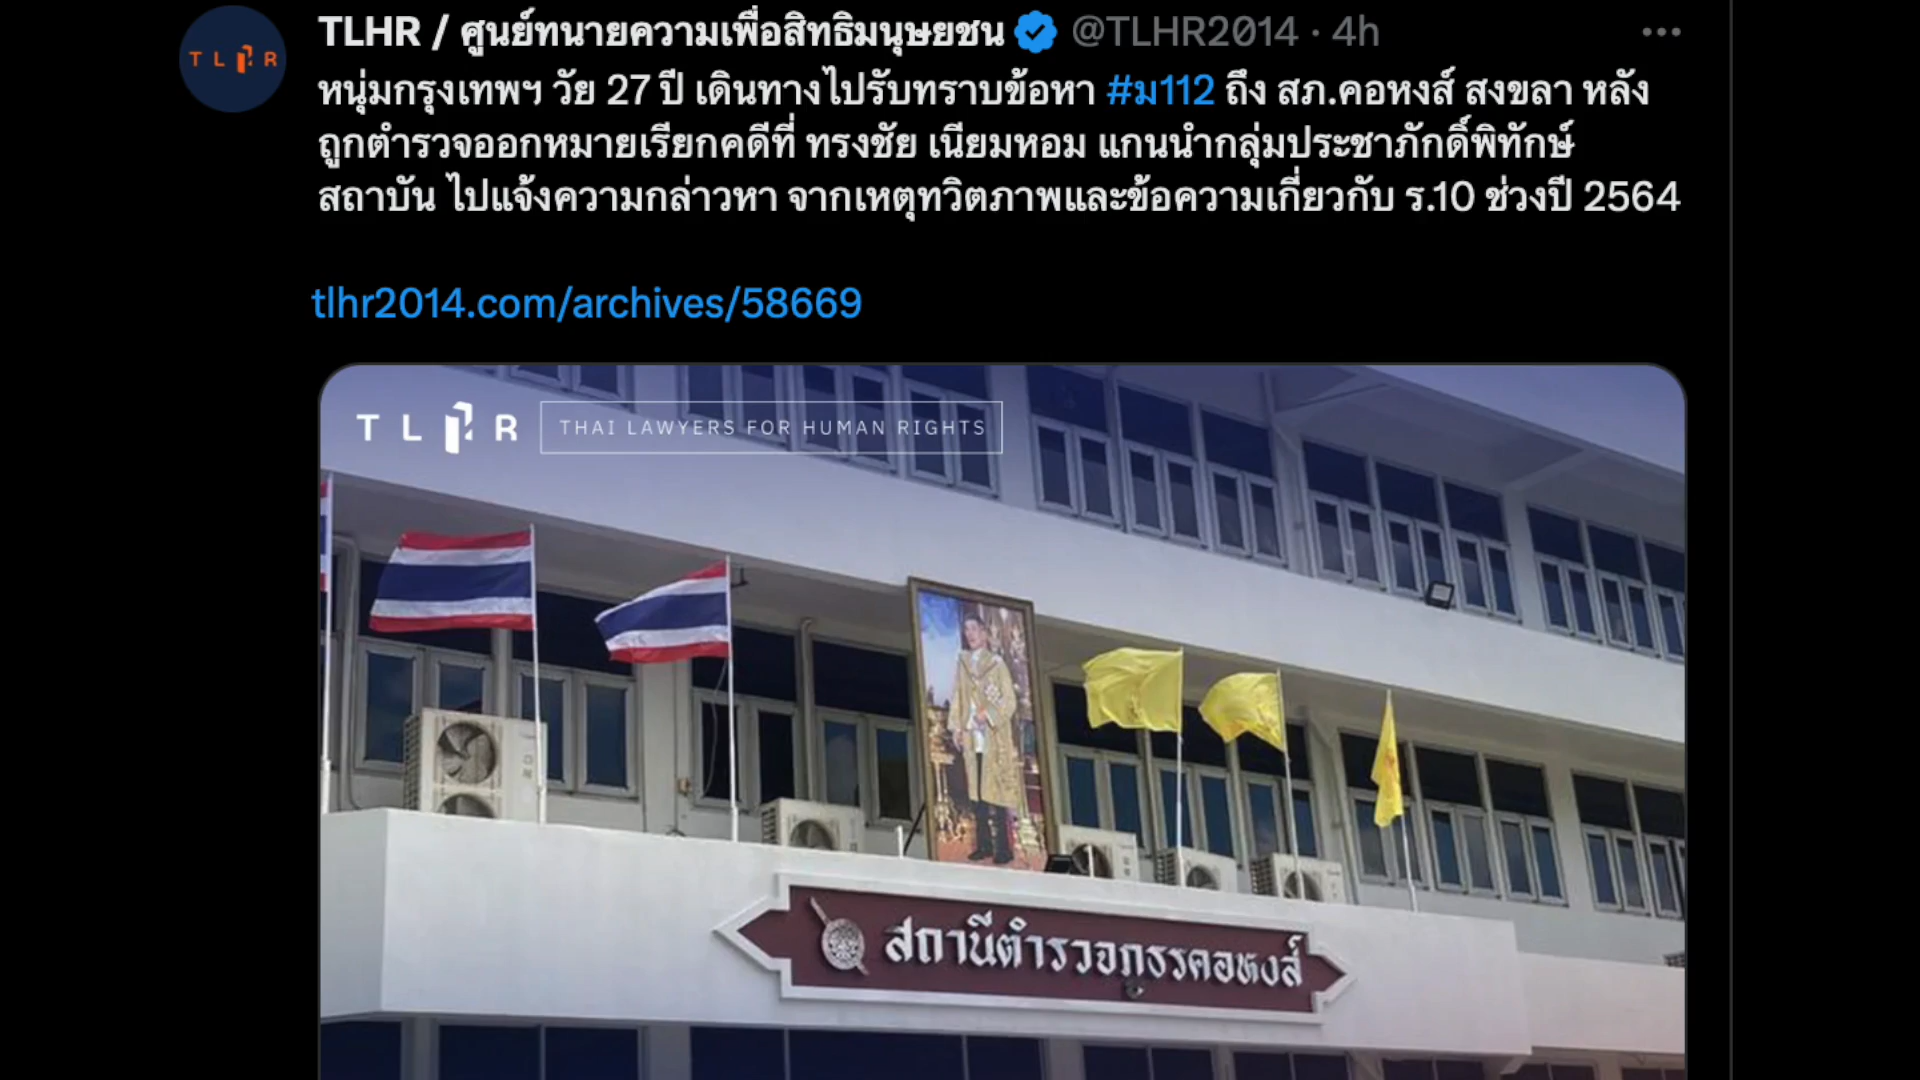 TLHR
TLHR / ศูนย์ทนายความเพื่อสิทธิมนุษยชน @TLHR2014 · 4h
หนุ่มกรุงเทพฯ วัย 27 ปี เดินทางไปรับทราบข้อหา #ม112 ถึง สภ.คอหงส์ สงขลา หลัง
ถูกตำรวจออกหมายเรียกคดีที่ ทรงชัย เนียมหอม แกนนำกลุ่มประชาภักดิ์พิทักษ์
สถาบัน ไปแจ้งความกล่าวหา จากเหตุทวิตภาพและข้อความเกี่ยวกับ ร.10 ช่วงปี 2564
tlhr2014.com/archives/58669
TLHR THAI LAWYERS FOR HUMAN RIGHTS
สถานีตำรวจภูธรคอหงส์